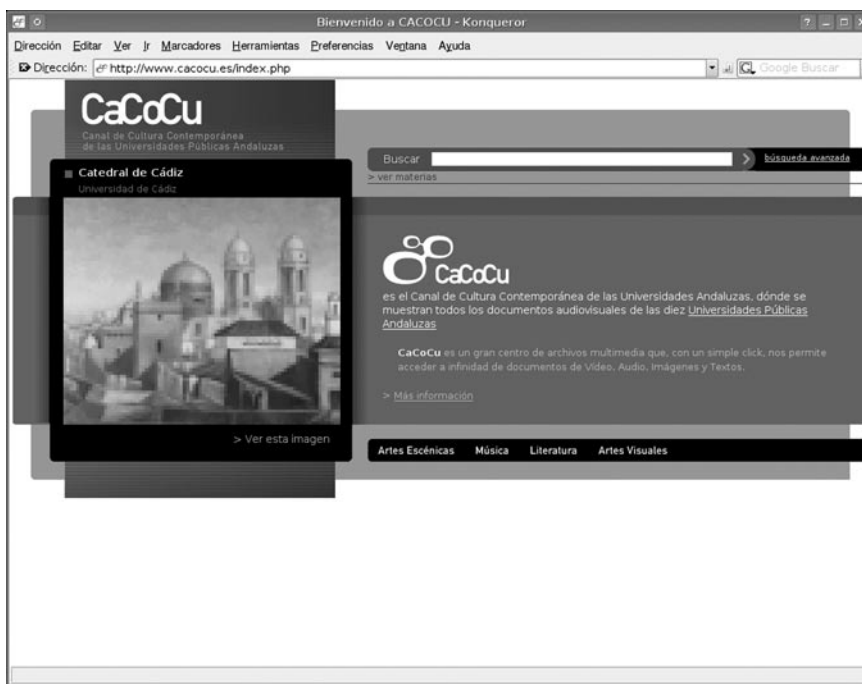 Bienvenido a CACOCU - Konqueror
Dirección Editar Ver Ir Marcadores Herramientas Preferencias Ventana Ayuda
Dirección: http://www.cacocu.es/index.php
Google Buscar
CaCoCu
Canal de Cultura Contemporánea
de las Universidades Públicas Andaluzas
Buscar
búsqueda avanzada
> ver materias
Catedral de Cádiz
Universidad de Cádiz
CaCoCu
es el Canal de Cultura Contemporánea de las Universidades Andaluzas, dónde se
muestran todos los documentos audiovisuales de las diez Universidades Públicas
Andaluzas
CaCoCu es un gran centro de archivos multimedia que, con un simple click, nos permite
acceder a infinidad de documentos de Vídeo, Audio, Imágenes y Textos.
> Más información
> Ver esta imagen
Artes Escénicas Música Literatura Artes Visuales